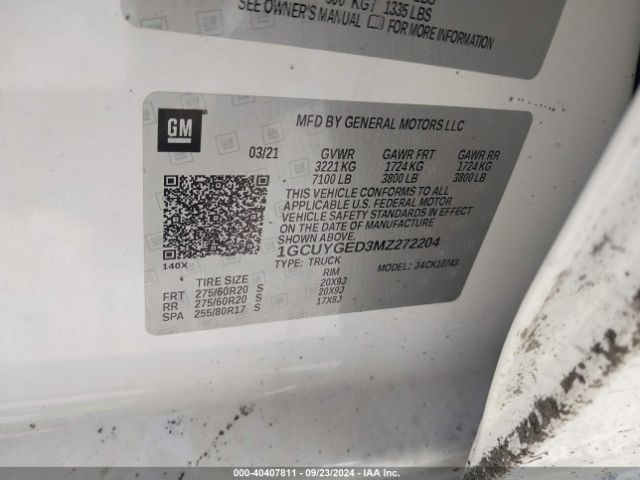 KG / 1335 LBS
SEE OWNER'S MANUAL FOR MORE INFORMATION
GM
MFD BY GENERAL MOTORS LLC
03/21 GVWR GAWR FRT GAWR RR
3221 KG 1724 KG 1724 KG
7100 LB 3800 LB 3800 LB
THIS VEHICLE CONFORMS TO ALL
APPLICABLE U.S. FEDERAL MOTOR
VEHICLE SAFETY STANDARDS IN EFFECT
ON THE DATE OF MANUFACTURE
SHOWN ABOVE.
1GCUYGED3MZ272204
140X
TYPE: TRUCK MODEL: 34CK10743
TIRE SIZE RIM
FRT 275/60R20 S 20X9J
RR 275/60R20 S 20X9J
SPA 255/80R17 S 17X8J
000-40407811 - 09/23/2024 - IAA Inc.